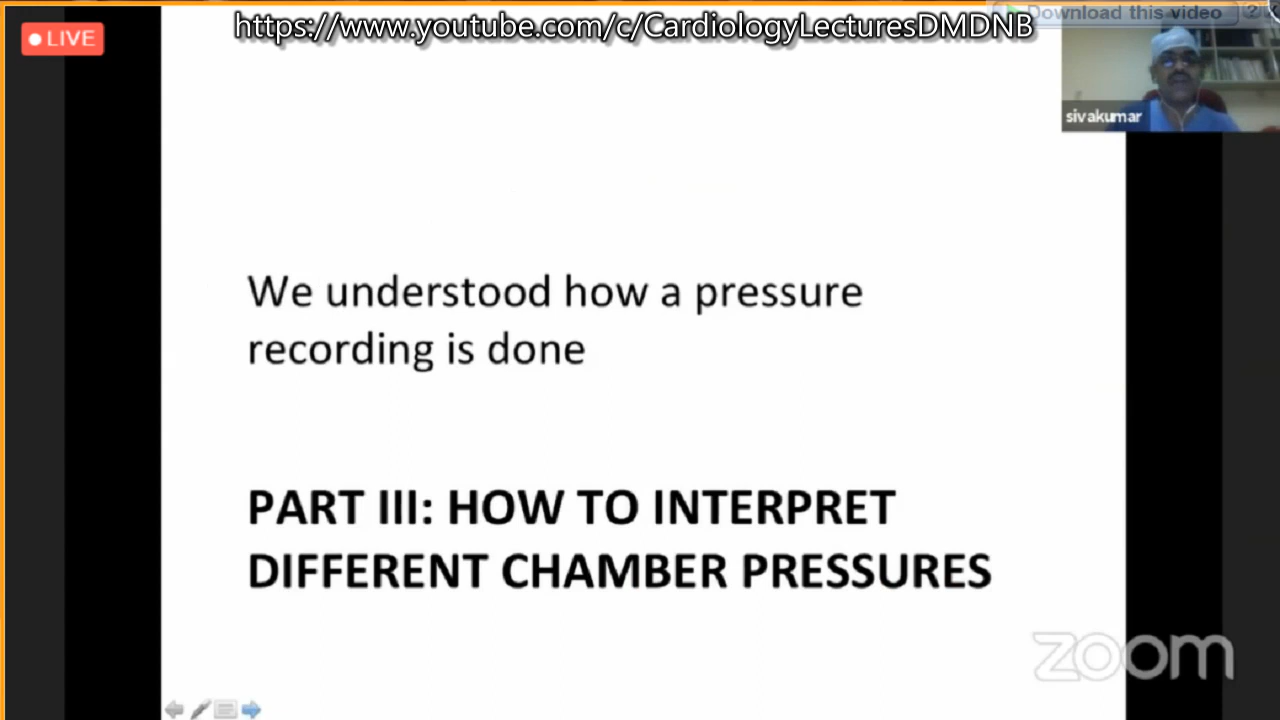 LIVE
https://www.youtube.com/c/CardiologyLecturesDMDNB
Download this video ?
sivakumar
We understood how a pressure
recording is done
PART III: HOW TO INTERPRET
DIFFERENT CHAMBER PRESSURES
zoom